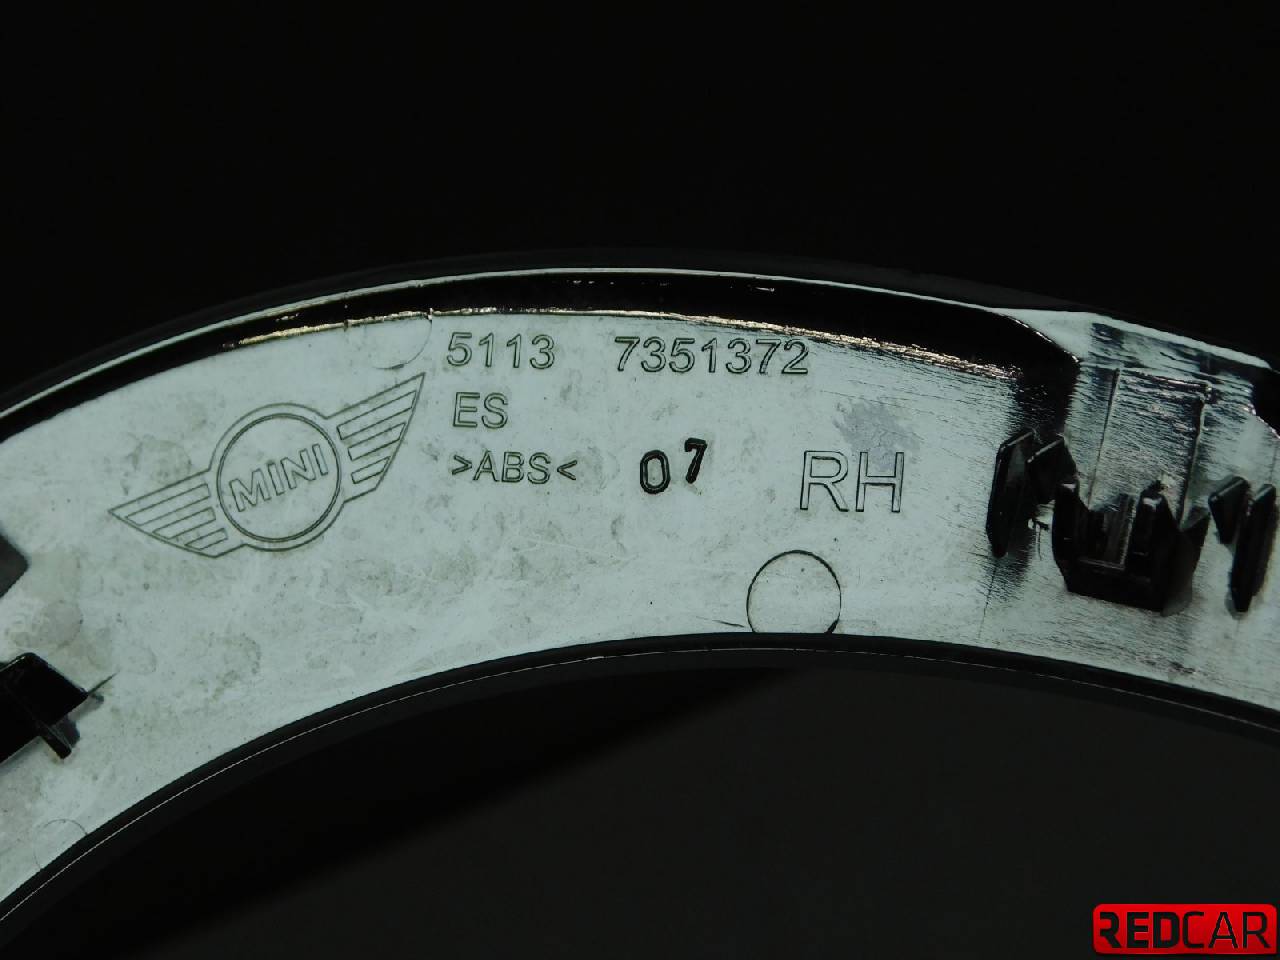 5113 7351372
ES
>ABS< 07 RH
MINI
REDCAR